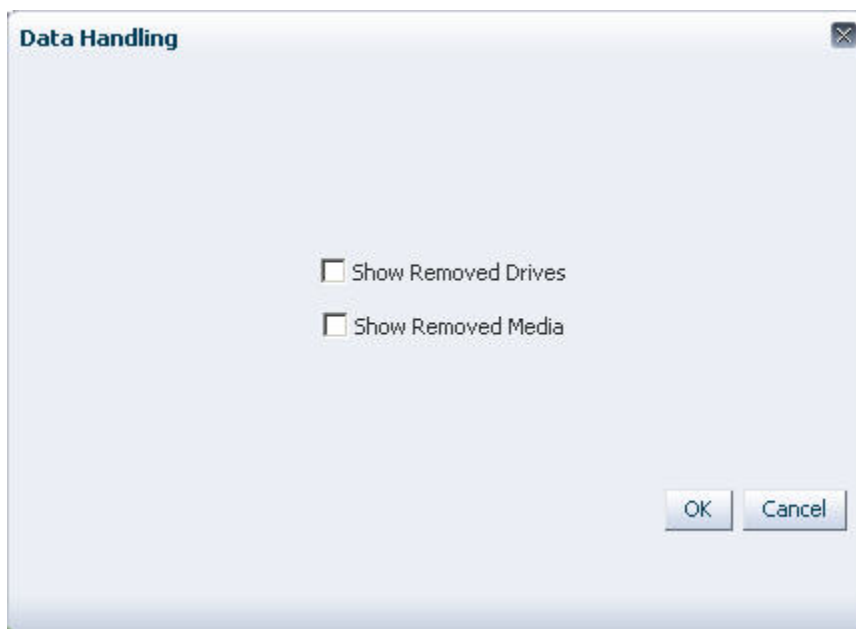 Data Handling
Show Removed Drives
Show Removed Media
OK Cancel